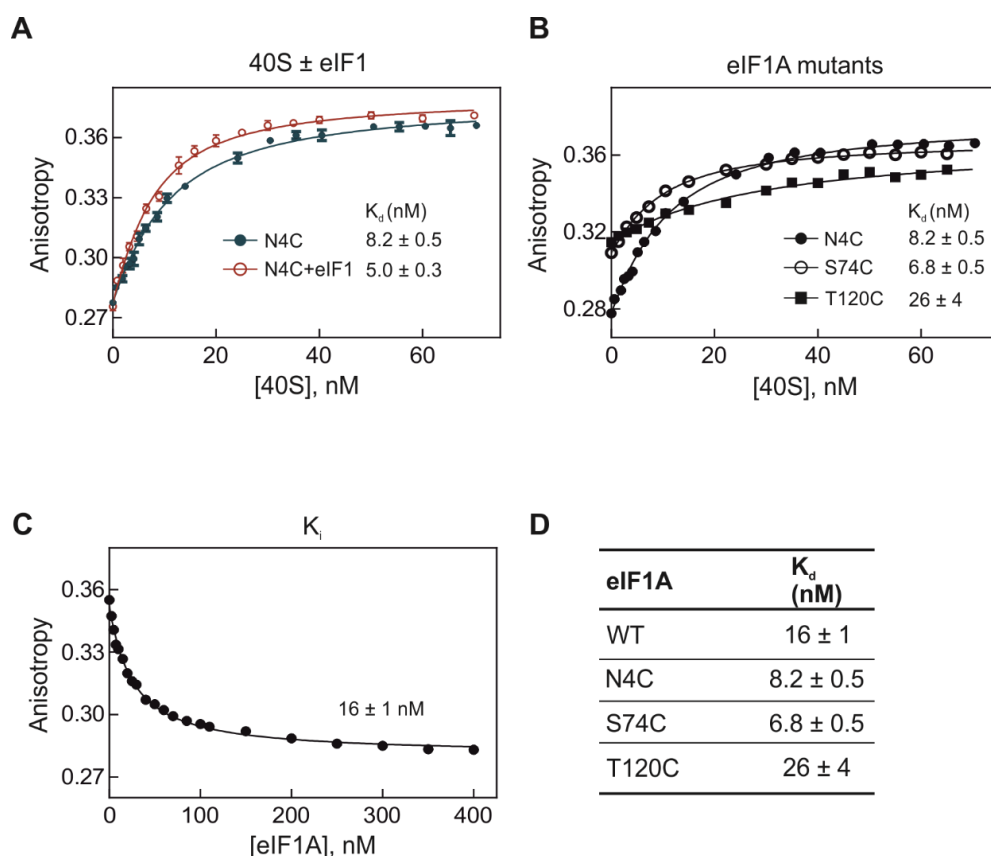 A
40S ± eIF1
Anisotropy
0.36
0.33
0.30
0.27
K_d (nM)
N4C 8.2 ± 0.5
N4C+eIF1 5.0 ± 0.3
0 20 40 60
[40S], nM
B
eIF1A mutants
Anisotropy
0.36
0.32
0.28
K_d (nM)
N4C 8.2 ± 0.5
S74C 6.8 ± 0.5
T120C 26 ± 4
0 20 40 60
[40S], nM
C
K_i
Anisotropy
0.36
0.33
0.30
0.27
16 ± 1 nM
0 100 200 300 400
[eIF1A], nM
D
eIF1A K_d (nM)
WT 16 ± 1
N4C 8.2 ± 0.5
S74C 6.8 ± 0.5
T120C 26 ± 4